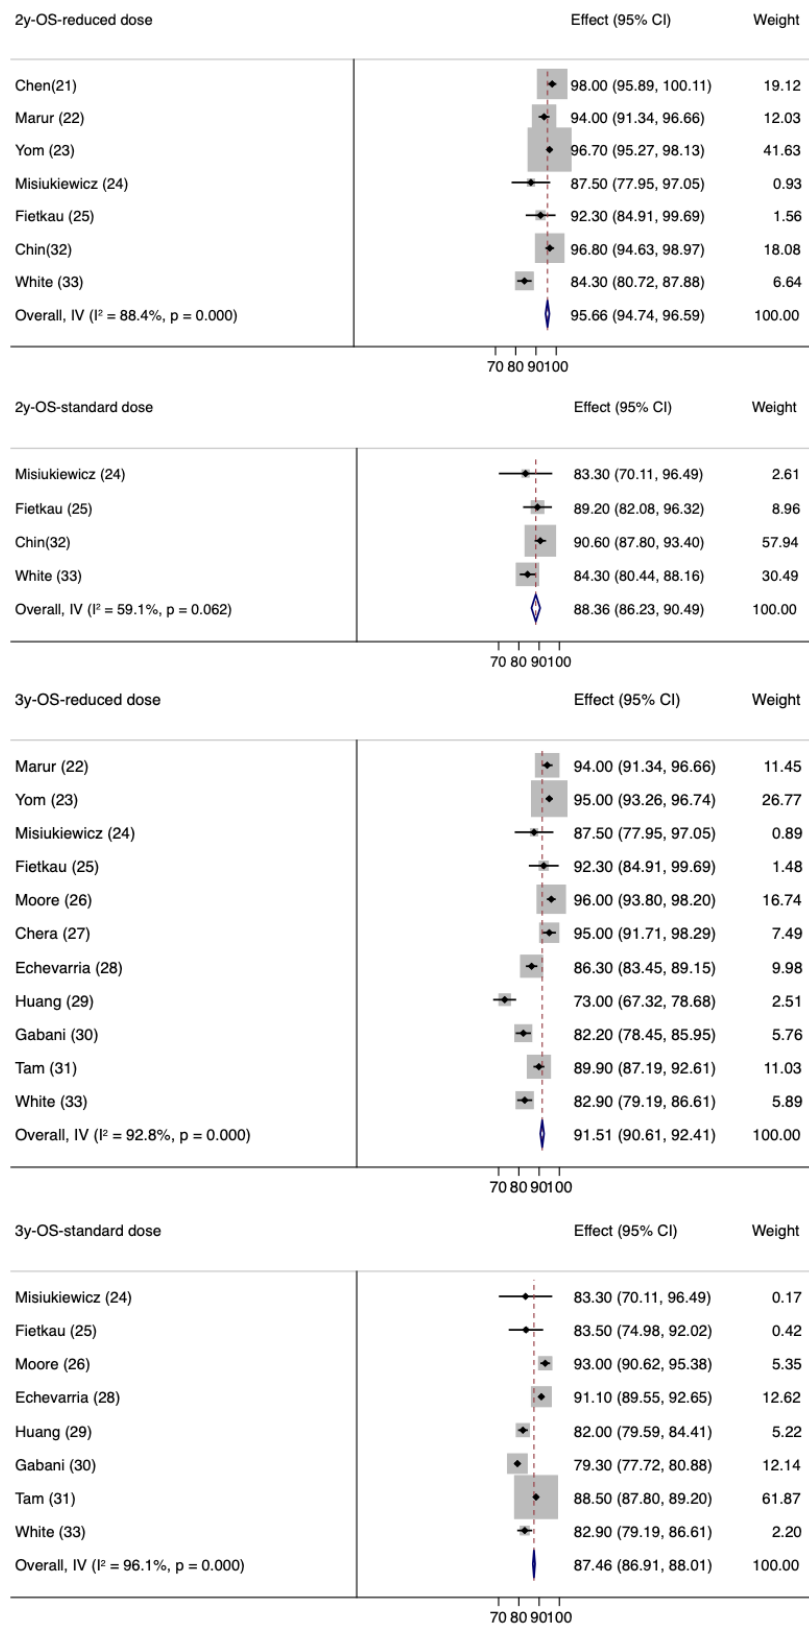 2y-OS-reduced dose Effect (95% CI) Weight
Chen(21) 98.00 (95.89, 100.11) 19.12
Marur (22) 94.00 (91.34, 96.66) 12.03
Yom (23) 96.70 (95.27, 98.13) 41.63
Misiukiewicz (24) 87.50 (77.95, 97.05) 0.93
Fietkau (25) 92.30 (84.91, 99.69) 1.56
Chin(32) 96.80 (94.63, 98.97) 18.08
White (33) 84.30 (80.72, 87.88) 6.64
Overall, IV (I² = 88.4%, p = 0.000) 95.66 (94.74, 96.59) 100.00
70 80 90 100
2y-OS-standard dose Effect (95% CI) Weight
Misiukiewicz (24) 83.30 (70.11, 96.49) 2.61
Fietkau (25) 89.20 (82.08, 96.32) 8.96
Chin(32) 90.60 (87.80, 93.40) 57.94
White (33) 84.30 (80.44, 88.16) 30.49
Overall, IV (I² = 59.1%, p = 0.062) 88.36 (86.23, 90.49) 100.00
70 80 90 100
3y-OS-reduced dose Effect (95% CI) Weight
Marur (22) 94.00 (91.34, 96.66) 11.45
Yom (23) 95.00 (93.26, 96.74) 26.77
Misiukiewicz (24) 87.50 (77.95, 97.05) 0.89
Fietkau (25) 92.30 (84.91, 99.69) 1.48
Moore (26) 96.00 (93.80, 98.20) 16.74
Chera (27) 95.00 (91.71, 98.29) 7.49
Echevarria (28) 86.30 (83.45, 89.15) 9.98
Huang (29) 73.00 (67.32, 78.68) 2.51
Gabani (30) 82.20 (78.45, 85.95) 5.76
Tam (31) 89.90 (87.19, 92.61) 11.03
White (33) 82.90 (79.19, 86.61) 5.89
Overall, IV (I² = 92.8%, p = 0.000) 91.51 (90.61, 92.41) 100.00
70 80 90 100
3y-OS-standard dose Effect (95% CI) Weight
Misiukiewicz (24) 83.30 (70.11, 96.49) 0.17
Fietkau (25) 83.50 (74.98, 92.02) 0.42
Moore (26) 93.00 (90.62, 95.38) 5.35
Echevarria (28) 91.10 (89.55, 92.65) 12.62
Huang (29) 82.00 (79.59, 84.41) 5.22
Gabani (30) 79.30 (77.72, 80.88) 12.14
Tam (31) 88.50 (87.80, 89.20) 61.87
White (33) 82.90 (79.19, 86.61) 2.20
Overall, IV (I² = 96.1%, p = 0.000) 87.46 (86.91, 88.01) 100.00
70 80 90 100